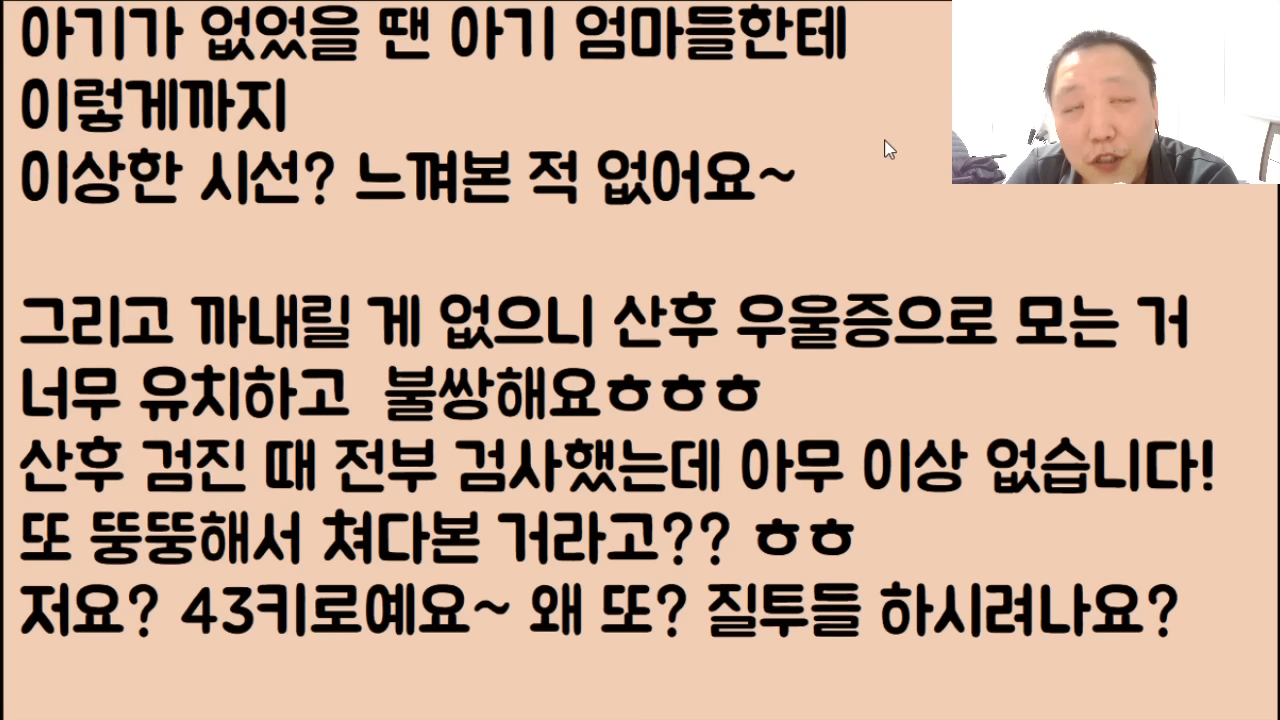 아기가 없었을 땐 아기 엄마들한테
이렇게까지
이상한 시선? 느껴본 적 없어요~
그리고 까내릴 게 없으니 산후 우울증으로 모는 거
너무 유치하고 불쌍해요ㅎㅎㅎ
산후 검진 때 전부 검사했는데 아무 이상 없습니다!
또 뚱뚱해서 쳐다본 거라고?? ㅎㅎ
저요? 43키로예요~ 왜 또? 질투들 하시려나요?